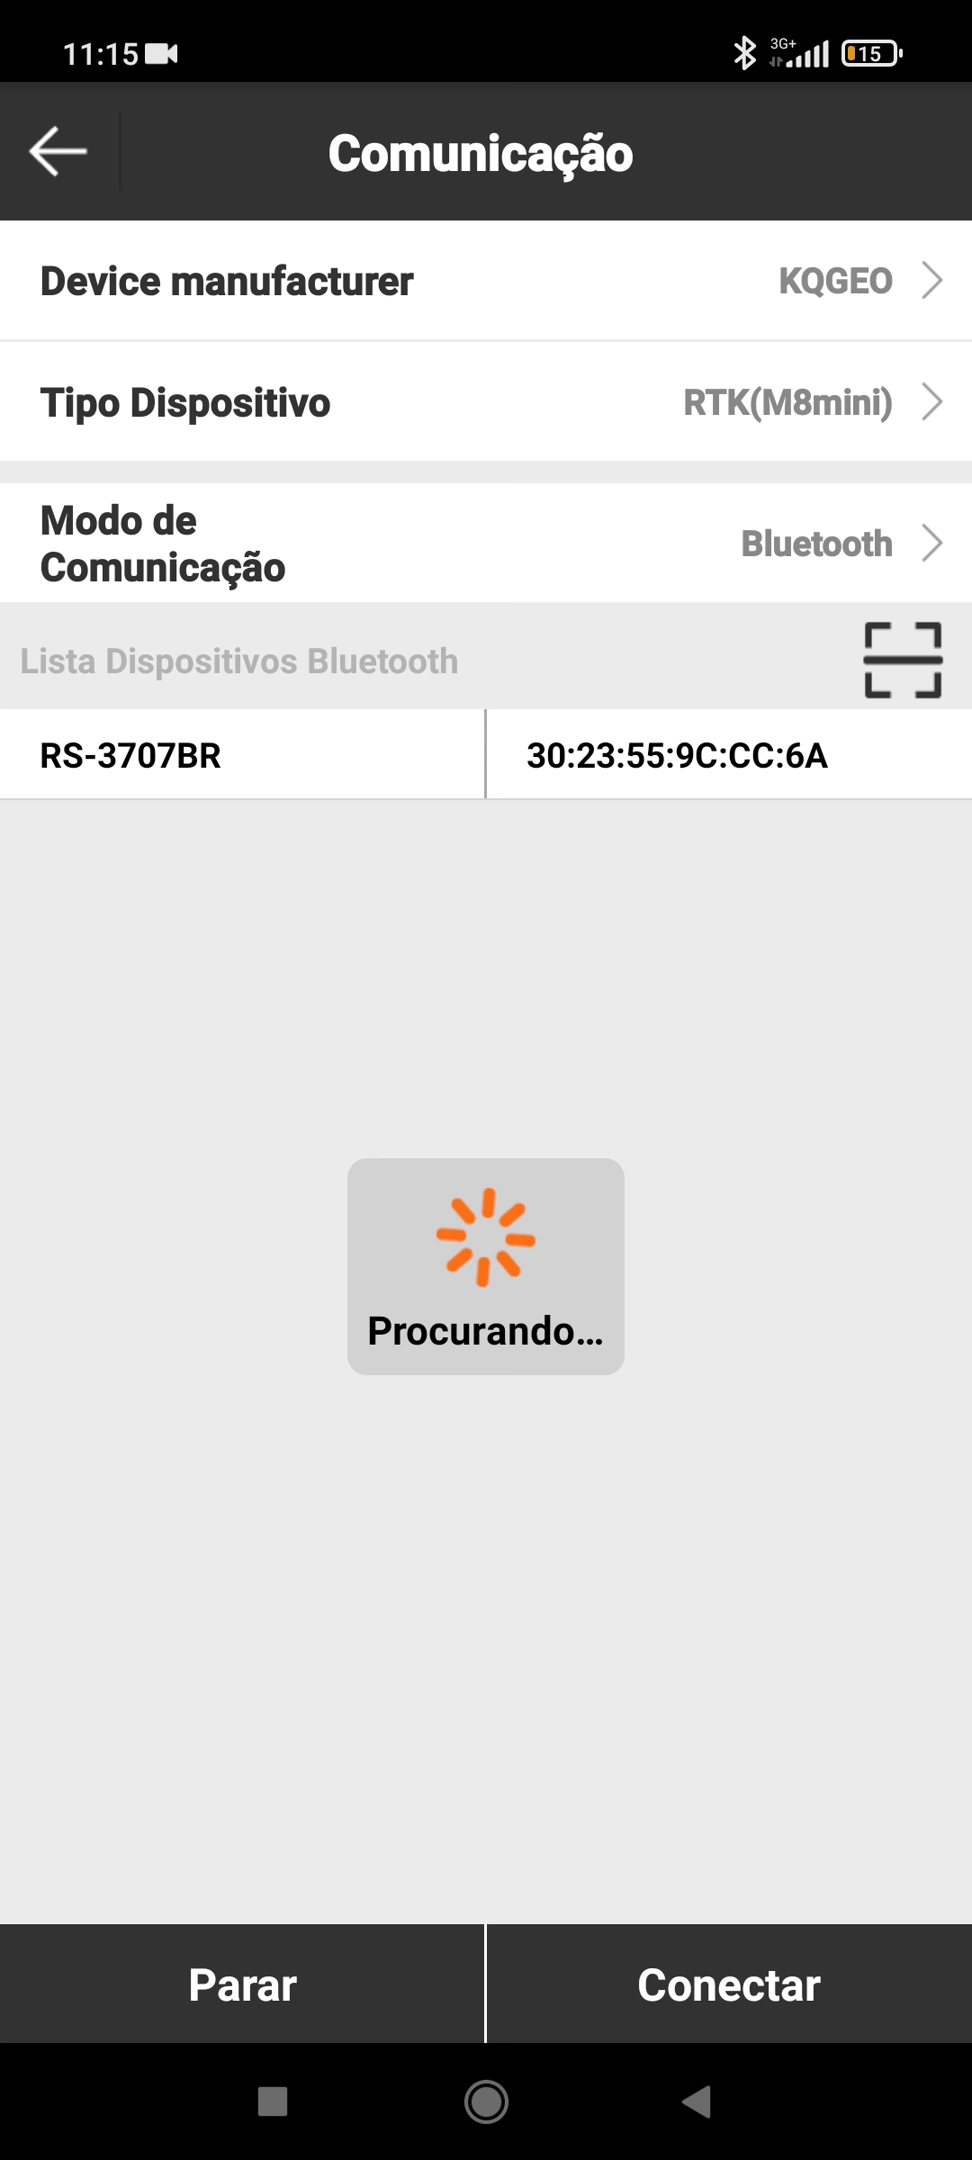 11:15
3G+
15
Comunicação
Device manufacturer
KQGEO
Tipo Dispositivo
RTK(M8mini)
Modo de
Comunicação
Bluetooth
Lista Dispositivos Bluetooth
RS-3707BR
30:23:55:9C:CC:6A
Procurando...
Parar
Conectar